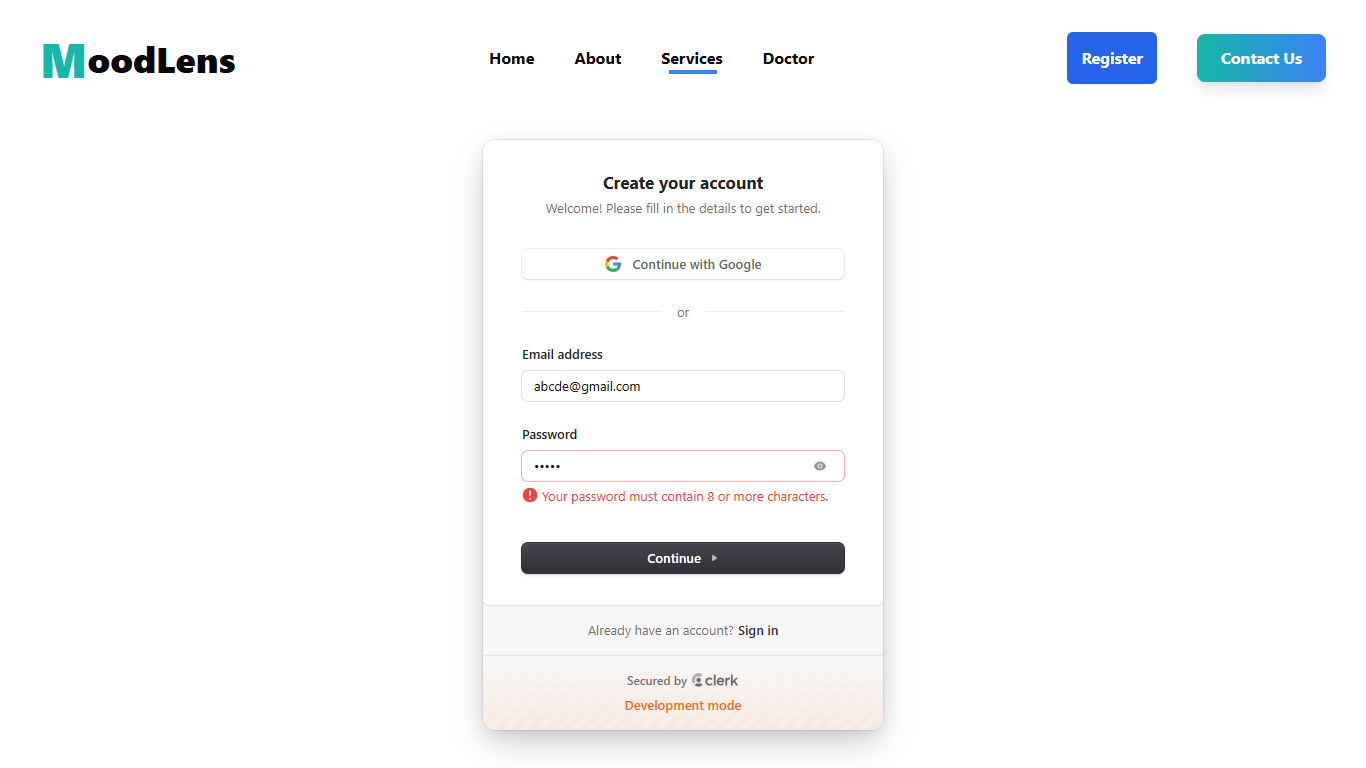 MoodLens
Home About Services Doctor
Register
Contact Us
Create your account
Welcome! Please fill in the details to get started.
Continue with Google
or
Email address
abcde@gmail.com
Password
•••••
Your password must contain 8 or more characters.
Continue
Already have an account? Sign in
Secured by clerk
Development mode